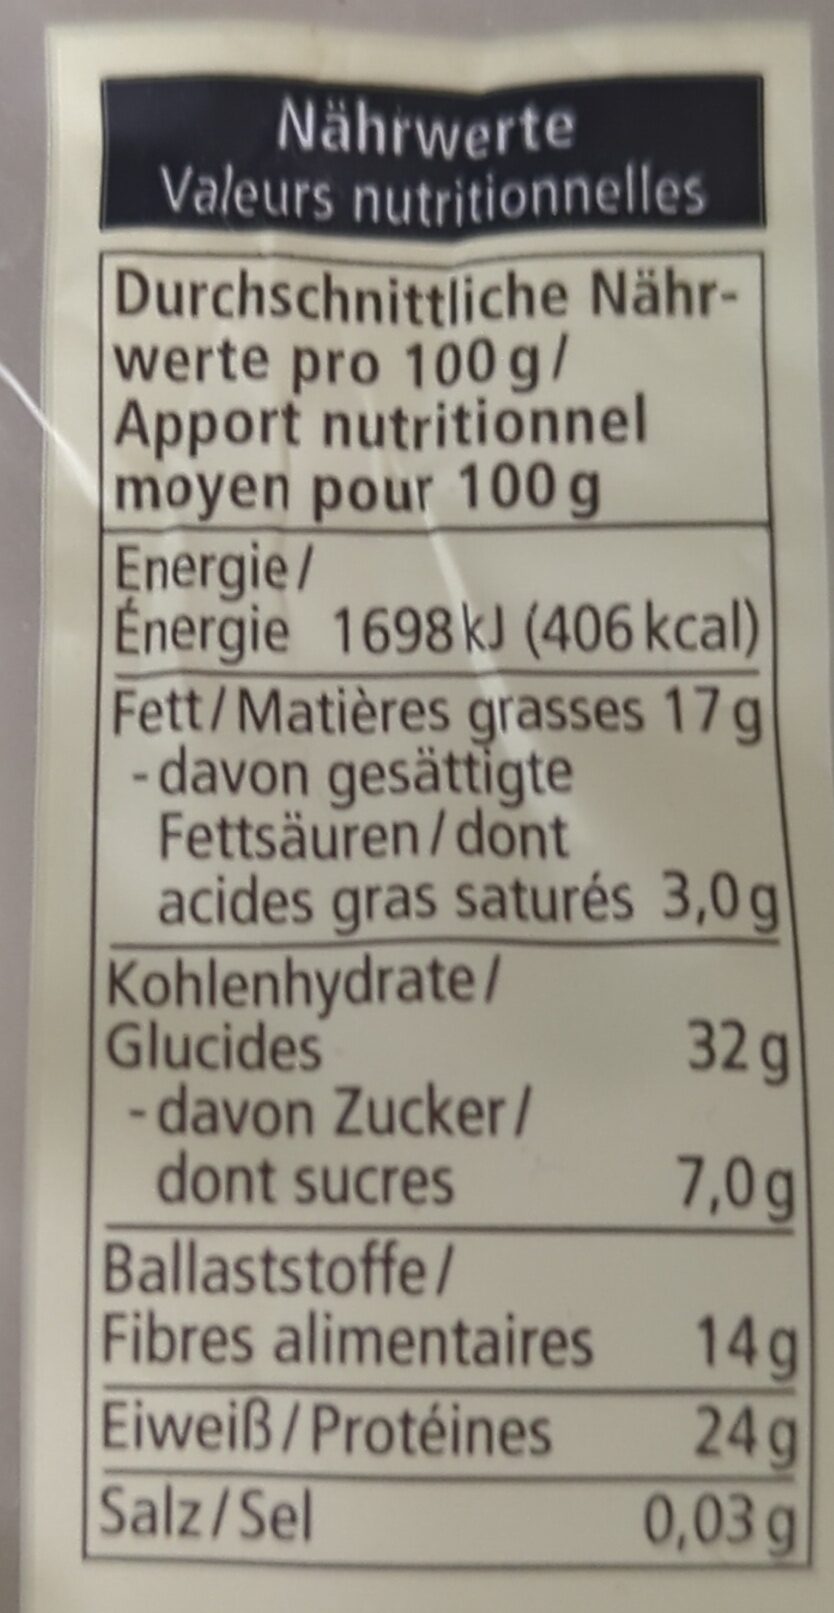 Nährwerte
Valeurs nutritionnelles
Durchschnittliche Nähr-
werte pro 100 g/
Apport nutritionnel
moyen pour 100 g
Energie/
Énergie 1698 kJ (406 kcal)
Fett/Matières grasses 17 g
- davon gesättigte
Fettsäuren/dont
acides gras saturés 3,0 g
Kohlenhydrate/
Glucides 32 g
- davon Zucker/
dont sucres 7,0 g
Ballaststoffe/
Fibres alimentaires 14 g
Eiweiß/Protéines 24 g
Salz/Sel 0,03 g